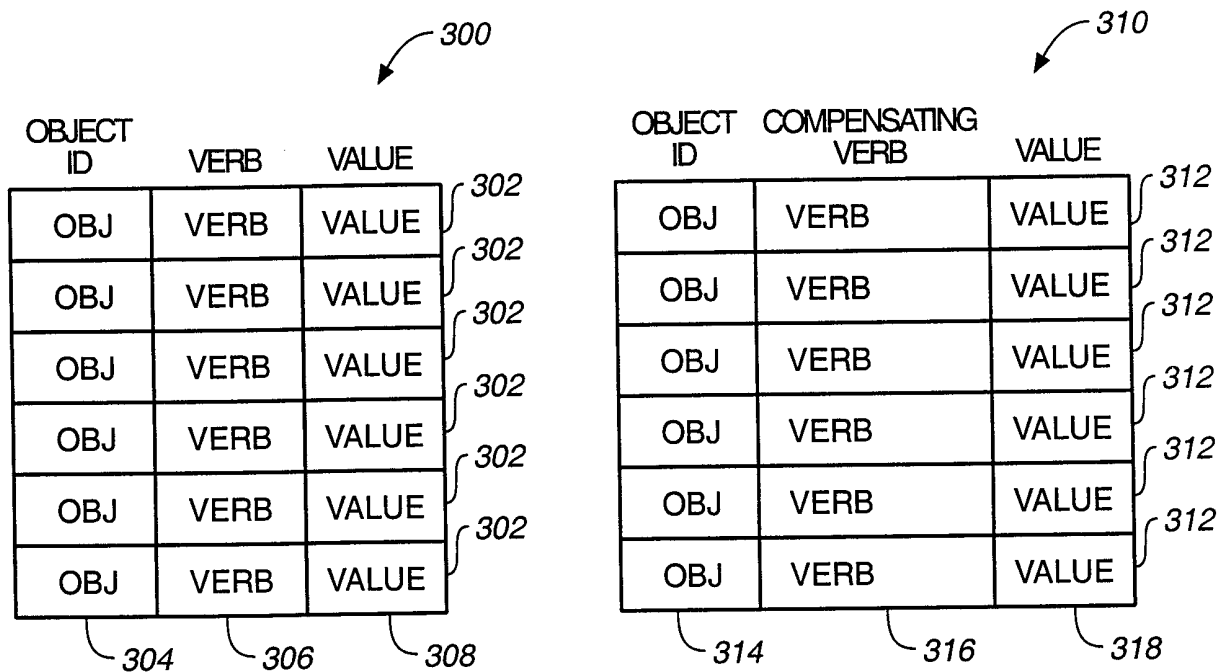 300
OBJECT
ID VERB VALUE
OBJ VERB VALUE 302
OBJ VERB VALUE 302
OBJ VERB VALUE 302
OBJ VERB VALUE 302
OBJ VERB VALUE 302
OBJ VERB VALUE 302
304 306 308
310
OBJECT COMPENSATING
ID VERB VALUE
OBJ VERB VALUE 312
OBJ VERB VALUE 312
OBJ VERB VALUE 312
OBJ VERB VALUE 312
OBJ VERB VALUE 312
OBJ VERB VALUE 312
314 316 318